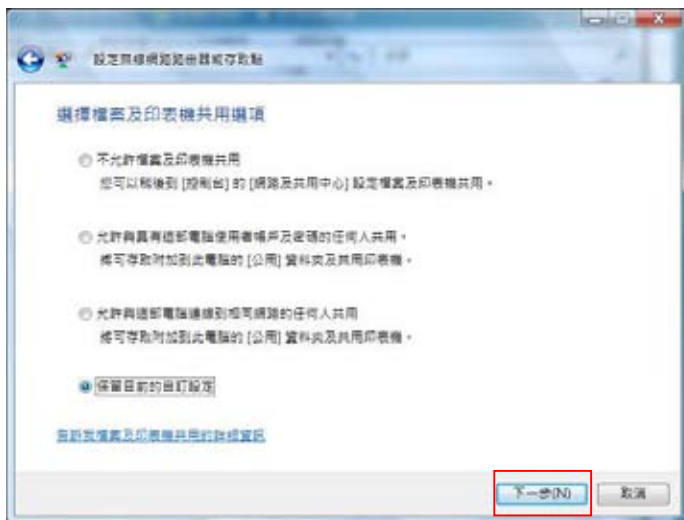 設定無線網路路由器或存取點
選擇檔案及印表機共用選項
不允許檔案及印表機共用
您可以稍後到 [控制台] 的 [網路及共用中心] 設定檔案及印表機共用。
允許與具有這部電腦使用者帳戶及密碼的任何人共用。
將可存取附加到此電腦的 [公用] 資料夾及共用印表機。
允許與這部電腦連線到相同網路的任何人共用
將可存取附加到此電腦的 [公用] 資料夾及共用印表機。
保留目前的自訂設定
告訴我檔案及印表機共用的詳細資訊
下一步(N)
取消